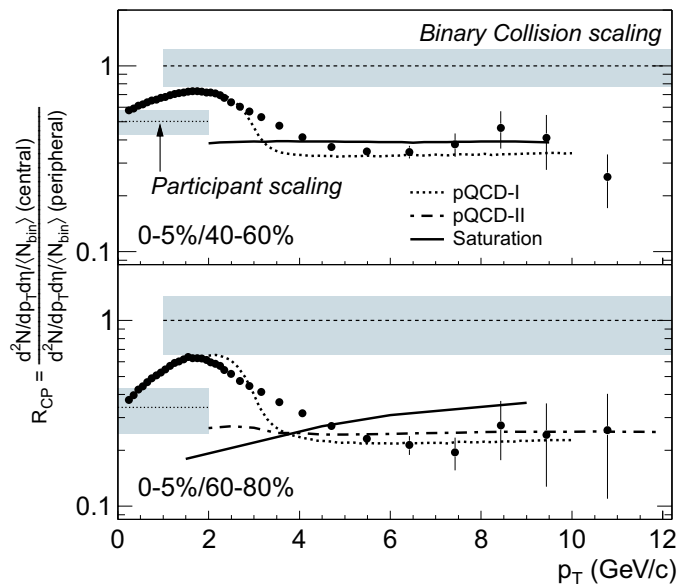 Binary Collision scaling
1
Participant scaling
pQCD-I
pQCD-II
Saturation
0-5%/40-60%
0.1
R_CP = d²N/dp_T dη/⟨N_bin⟩ (central)
d²N/dp_T dη/⟨N_bin⟩ (peripheral)
1
0-5%/60-80%
0.1
0 2 4 6 8 10 12
p_T (GeV/c)